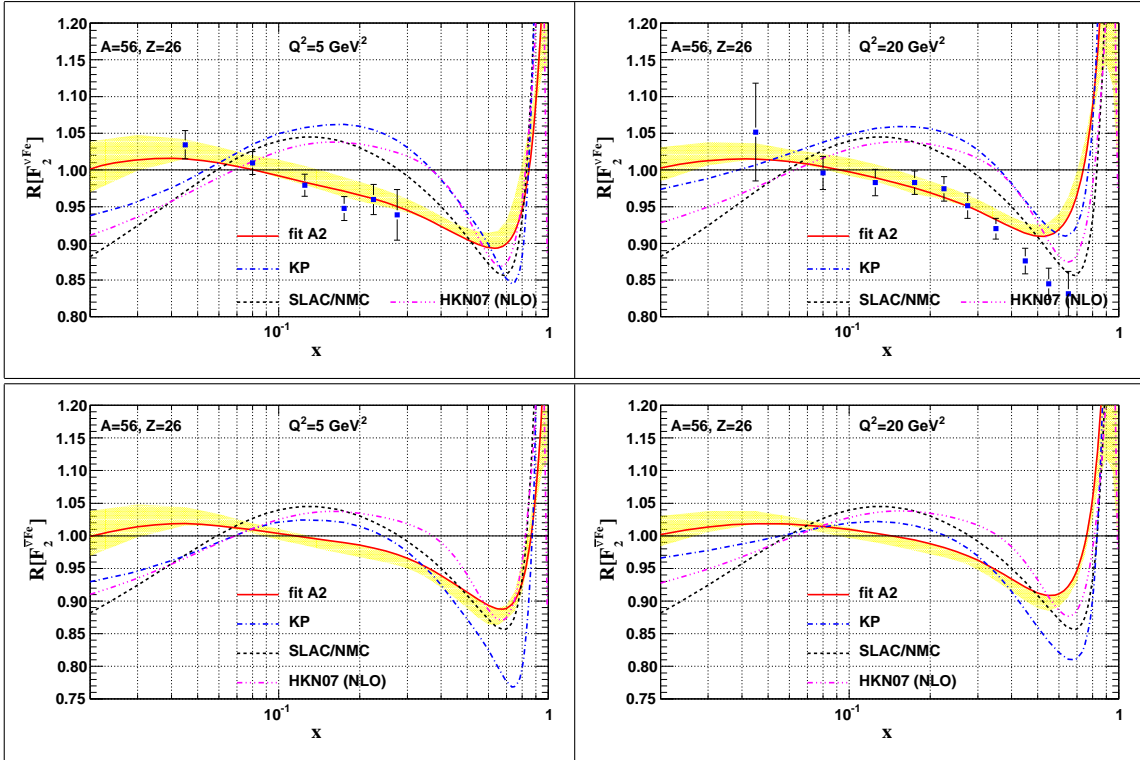 1.20
1.15
1.10
1.05
1.00
0.95
0.90
0.85
0.80
R[F₂^νFe]
A=56, Z=26 Q²=5 GeV²
fit A2
KP
SLAC/NMC HKN07 (NLO)
10⁻¹ 1
x
1.20
1.15
1.10
1.05
1.00
0.95
0.90
0.85
0.80
R[F₂^νFe]
A=56, Z=26 Q²=20 GeV²
fit A2
KP
SLAC/NMC HKN07 (NLO)
10⁻¹ 1
x
1.20
1.15
1.10
1.05
1.00
0.95
0.90
0.85
0.80
0.75
R[F₂^ν̅Fe]
A=56, Z=26 Q²=5 GeV²
fit A2
KP
SLAC/NMC
HKN07 (NLO)
10⁻¹ 1
x
1.20
1.15
1.10
1.05
1.00
0.95
0.90
0.85
0.80
0.75
R[F₂^ν̅Fe]
A=56, Z=26 Q²=20 GeV²
fit A2
KP
SLAC/NMC
HKN07 (NLO)
10⁻¹ 1
x